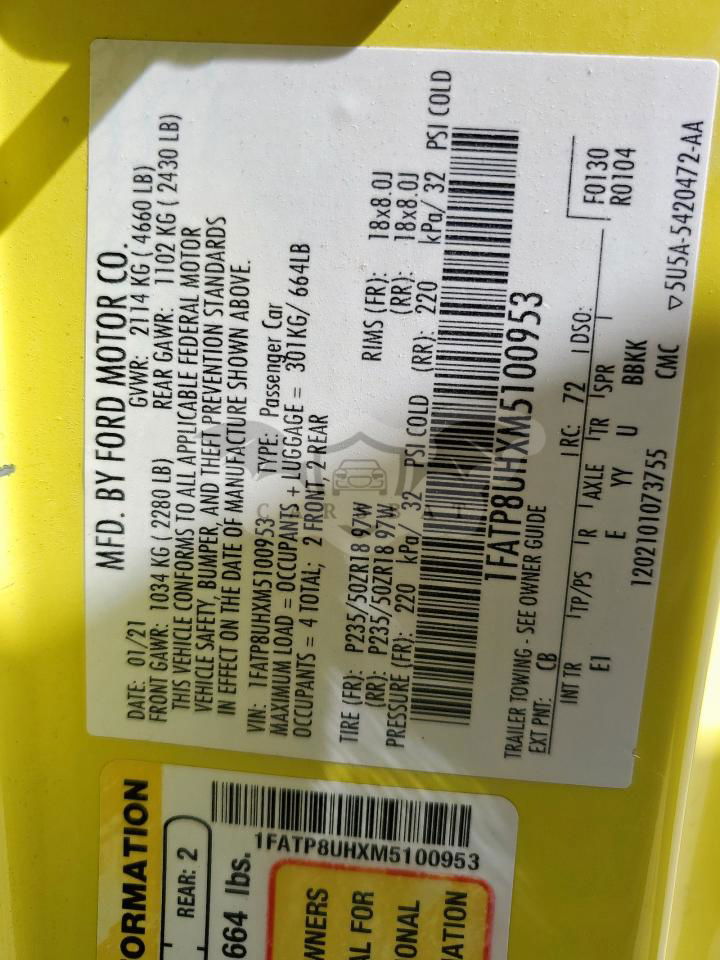 MFD. BY FORD MOTOR CO.
DATE: 01/21 GVWR: 2114 KG ( 4660 LB)
FRONT GAWR: 1034 KG ( 2280 LB) REAR GAWR: 1102 KG ( 2430 LB)
THIS VEHICLE CONFORMS TO ALL APPLICABLE FEDERAL MOTOR
VEHICLE SAFETY, BUMPER, AND THEFT PREVENTION STANDARDS
IN EFFECT ON THE DATE OF MANUFACTURE SHOWN ABOVE.
VIN: 1FATP8UHXM5100953 TYPE: Passenger Car
MAXIMUM LOAD = OCCUPANTS + LUGGAGE = 301KG/ 664LB
OCCUPANTS = 4 TOTAL; 2 FRONT, 2 REAR
TIRE (FR): P235/50ZR18 97W RIMS (FR): 18x8.0J
(RR): P235/50ZR18 97W (RR): 18x8.0J
PRESSURE (FR): 220 kPa/ 32 PSI COLD (RR): 220 kPa/ 32 PSI COLD
1FATP8UHXM5100953
TRAILER TOWING - SEE OWNER GUIDE
EXT PNT: CB RC: 72 DSO: F0130
R0104
INT TR TP/PS R AXLE TR SPR
E1 E YY U BBKK
1202101073755 CMC ▽5U5A-5420472-AA
ORMATION
REAR: 2
664 lbs.
1FATP8UHXM5100953
WNERS
AL FOR
ONAL
ATION